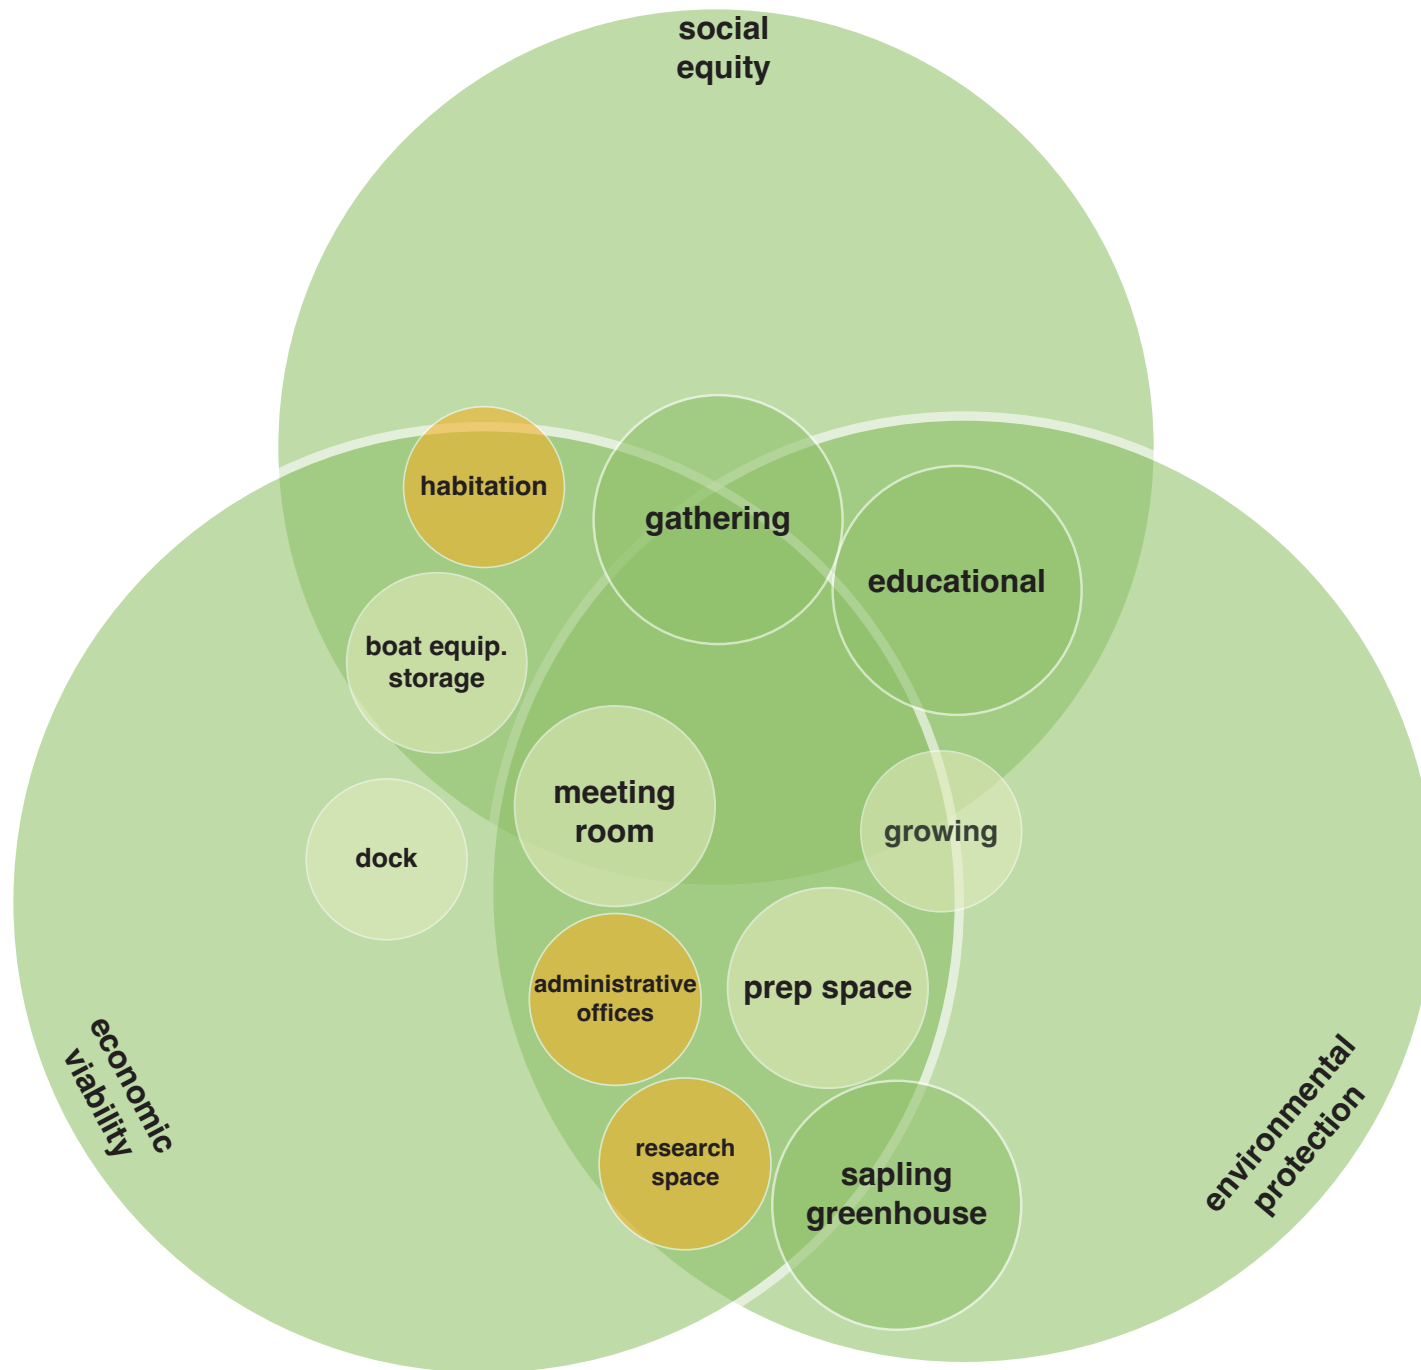 social
equity
habitation
gathering
educational
boat equip.
storage
meeting
room
growing
dock
administrative
offices
prep space
economic
viability
environmental
protection
research
space
sapling
greenhouse